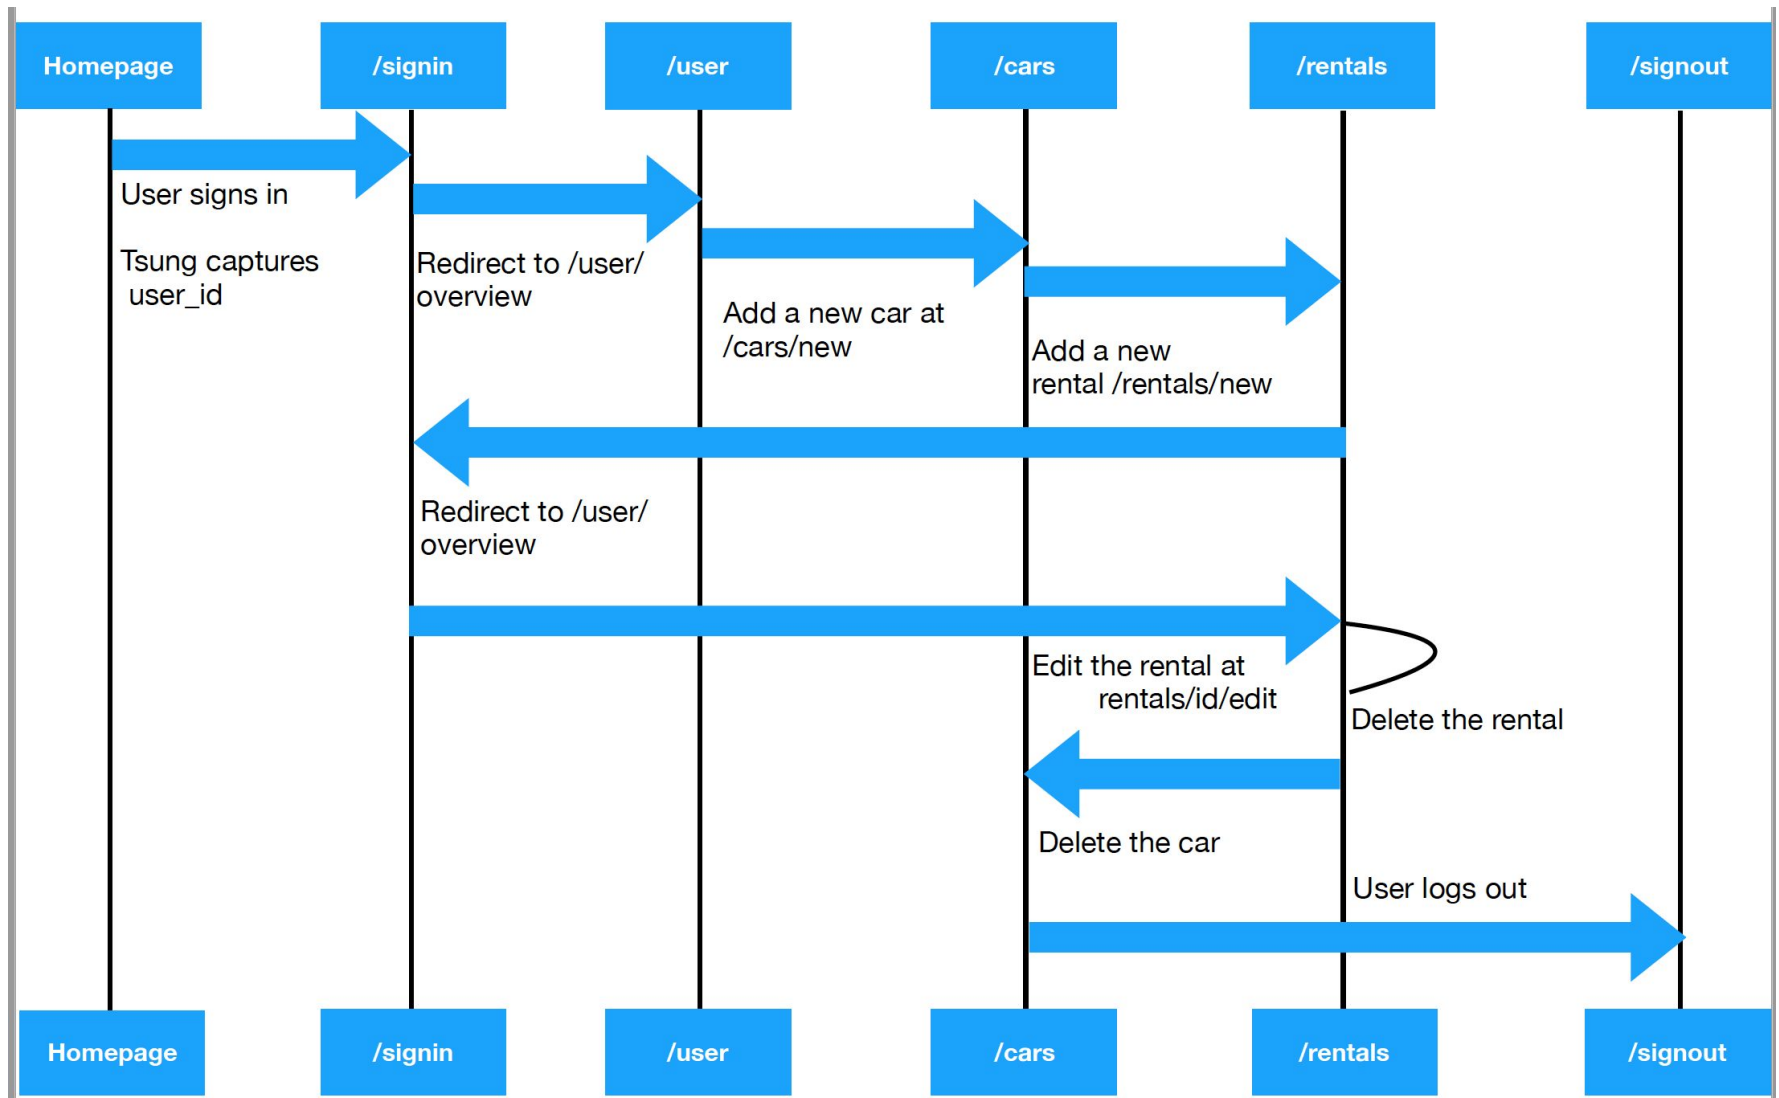 Homepage
/signin
/user
/cars
/rentals
/signout
User signs in
Tsung captures
user_id
Redirect to /user/
overview
Add a new car at
/cars/new
Add a new
rental /rentals/new
Redirect to /user/
overview
Edit the rental at
rentals/id/edit
Delete the rental
Delete the car
User logs out
Homepage
/signin
/user
/cars
/rentals
/signout